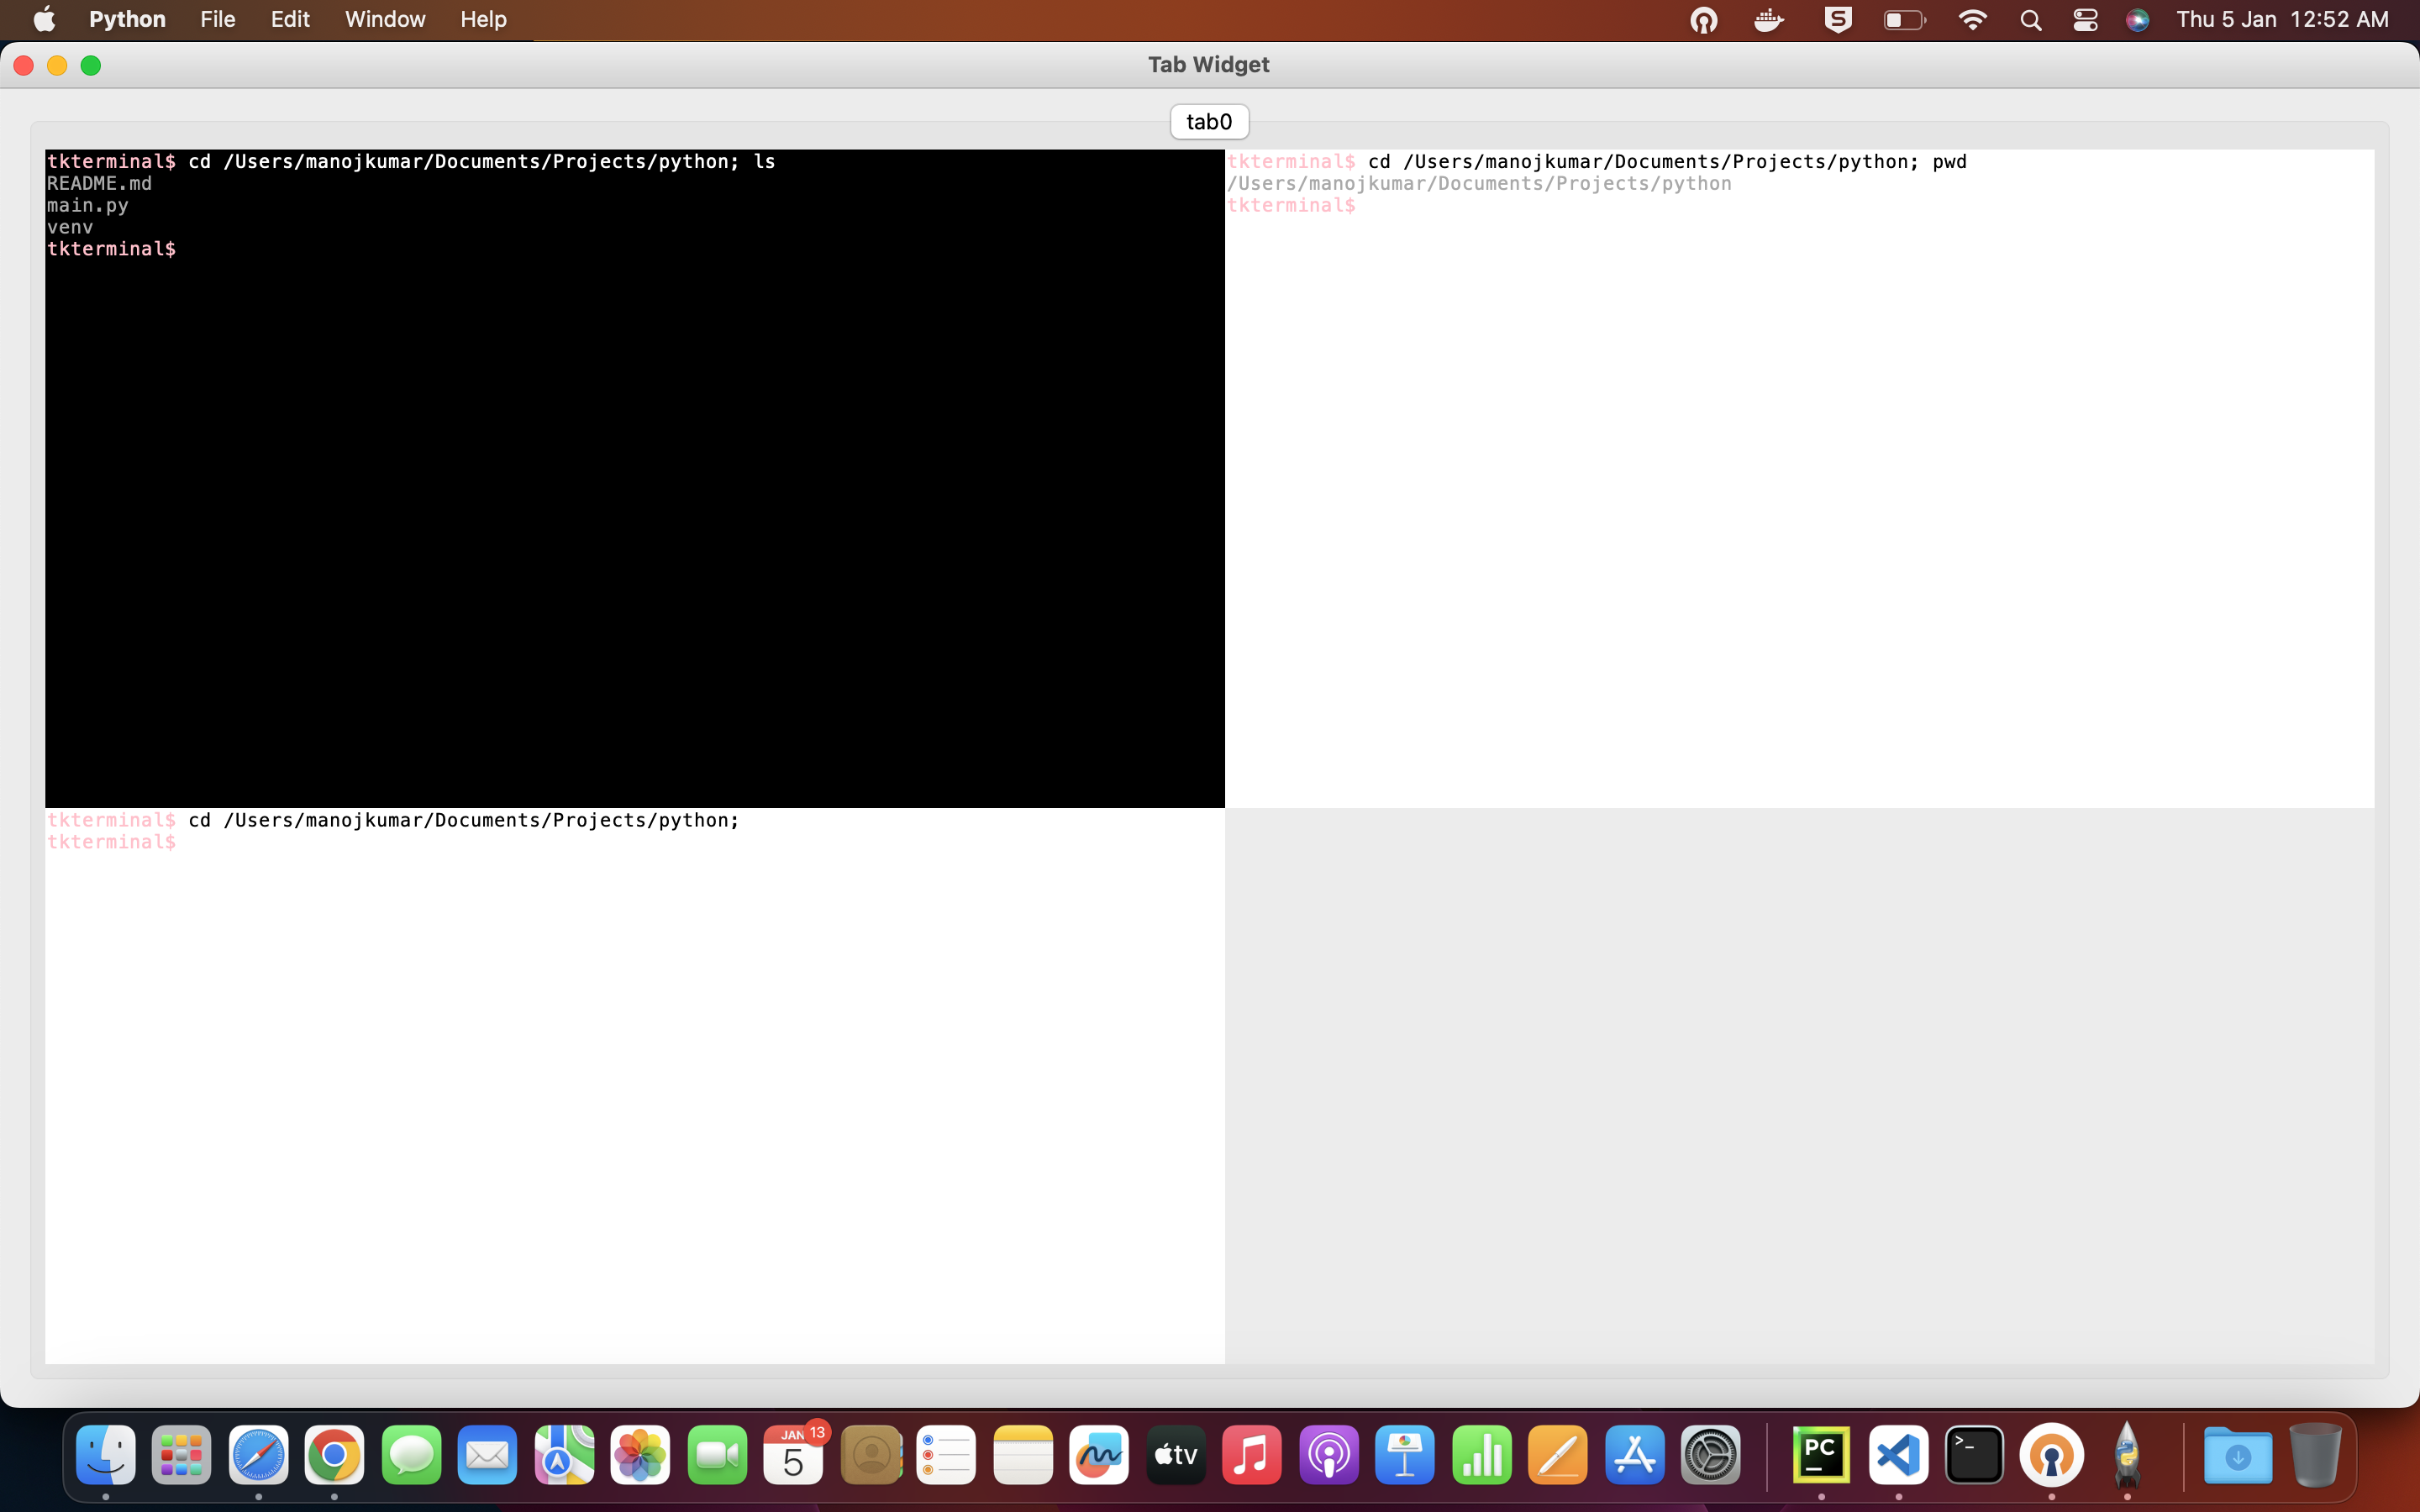 Python File Edit Window Help Thu 5 Jan 12:52 AM
Tab Widget
tab0
tkterminal$ cd /Users/manojkumar/Documents/Projects/python; ls
README.md
main.py
venv
tkterminal$
tkterminal$ cd /Users/manojkumar/Documents/Projects/python; pwd
/Users/manojkumar/Documents/Projects/python
tkterminal$
tkterminal$ cd /Users/manojkumar/Documents/Projects/python;
tkterminal$
JAN 13
5
tv
PC
>_